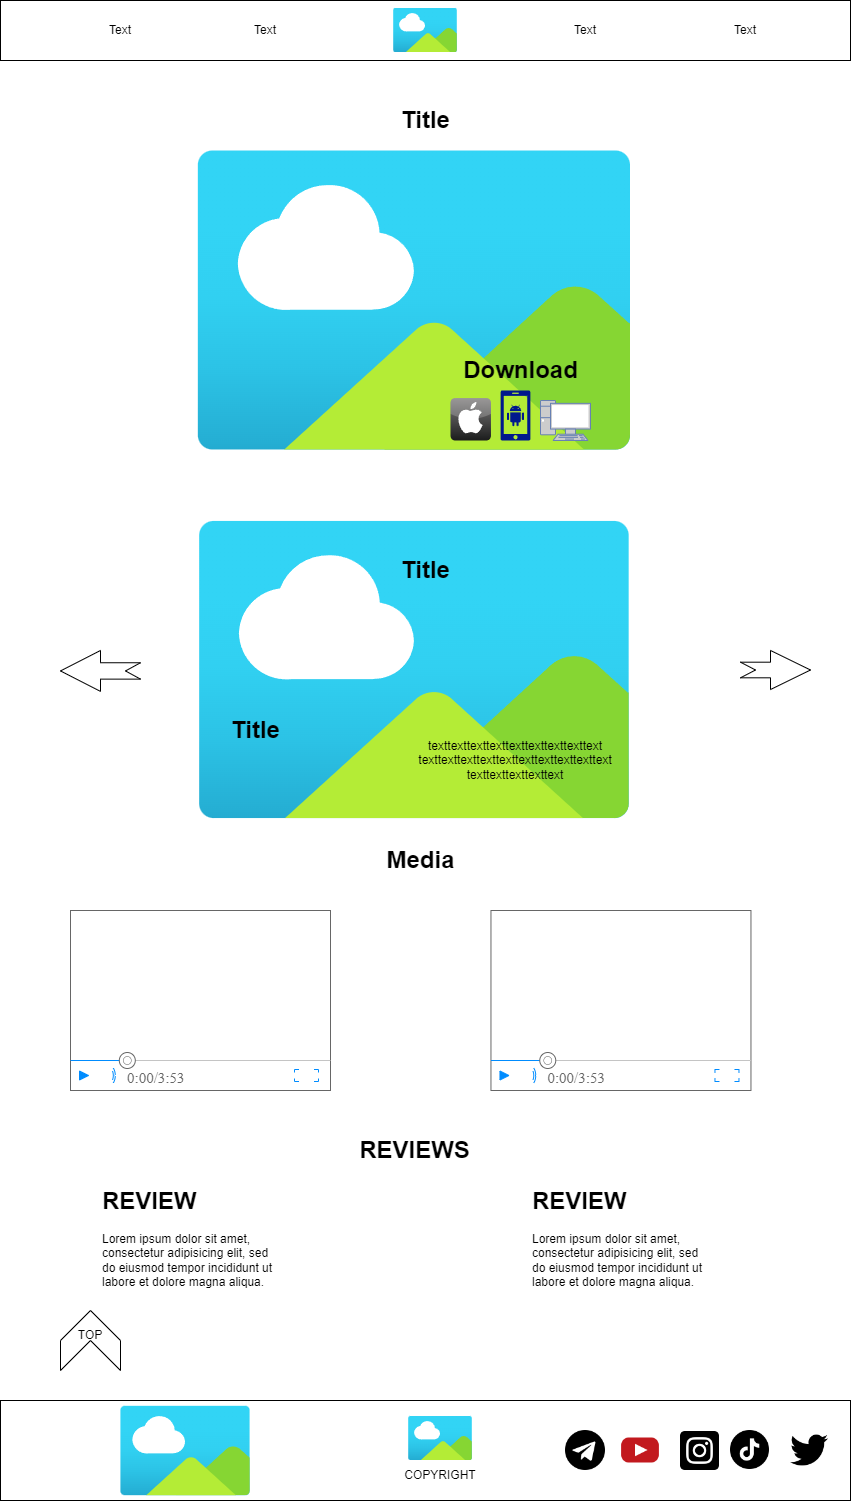 Text
Text
Text
Text
Title
Download
Title
Title
texttexttexttexttexttexttexttexttext
texttexttexttexttexttexttexttexttexttext
texttexttexttexttext
Media
0:00/3:53
0:00/3:53
REVIEWS
REVIEW
Lorem ipsum dolor sit amet,
consectetur adipisicing elit, sed
do eiusmod tempor incididunt ut
labore et dolore magna aliqua.
REVIEW
Lorem ipsum dolor sit amet,
consectetur adipisicing elit, sed
do eiusmod tempor incididunt ut
labore et dolore magna aliqua.
TOP
COPYRIGHT